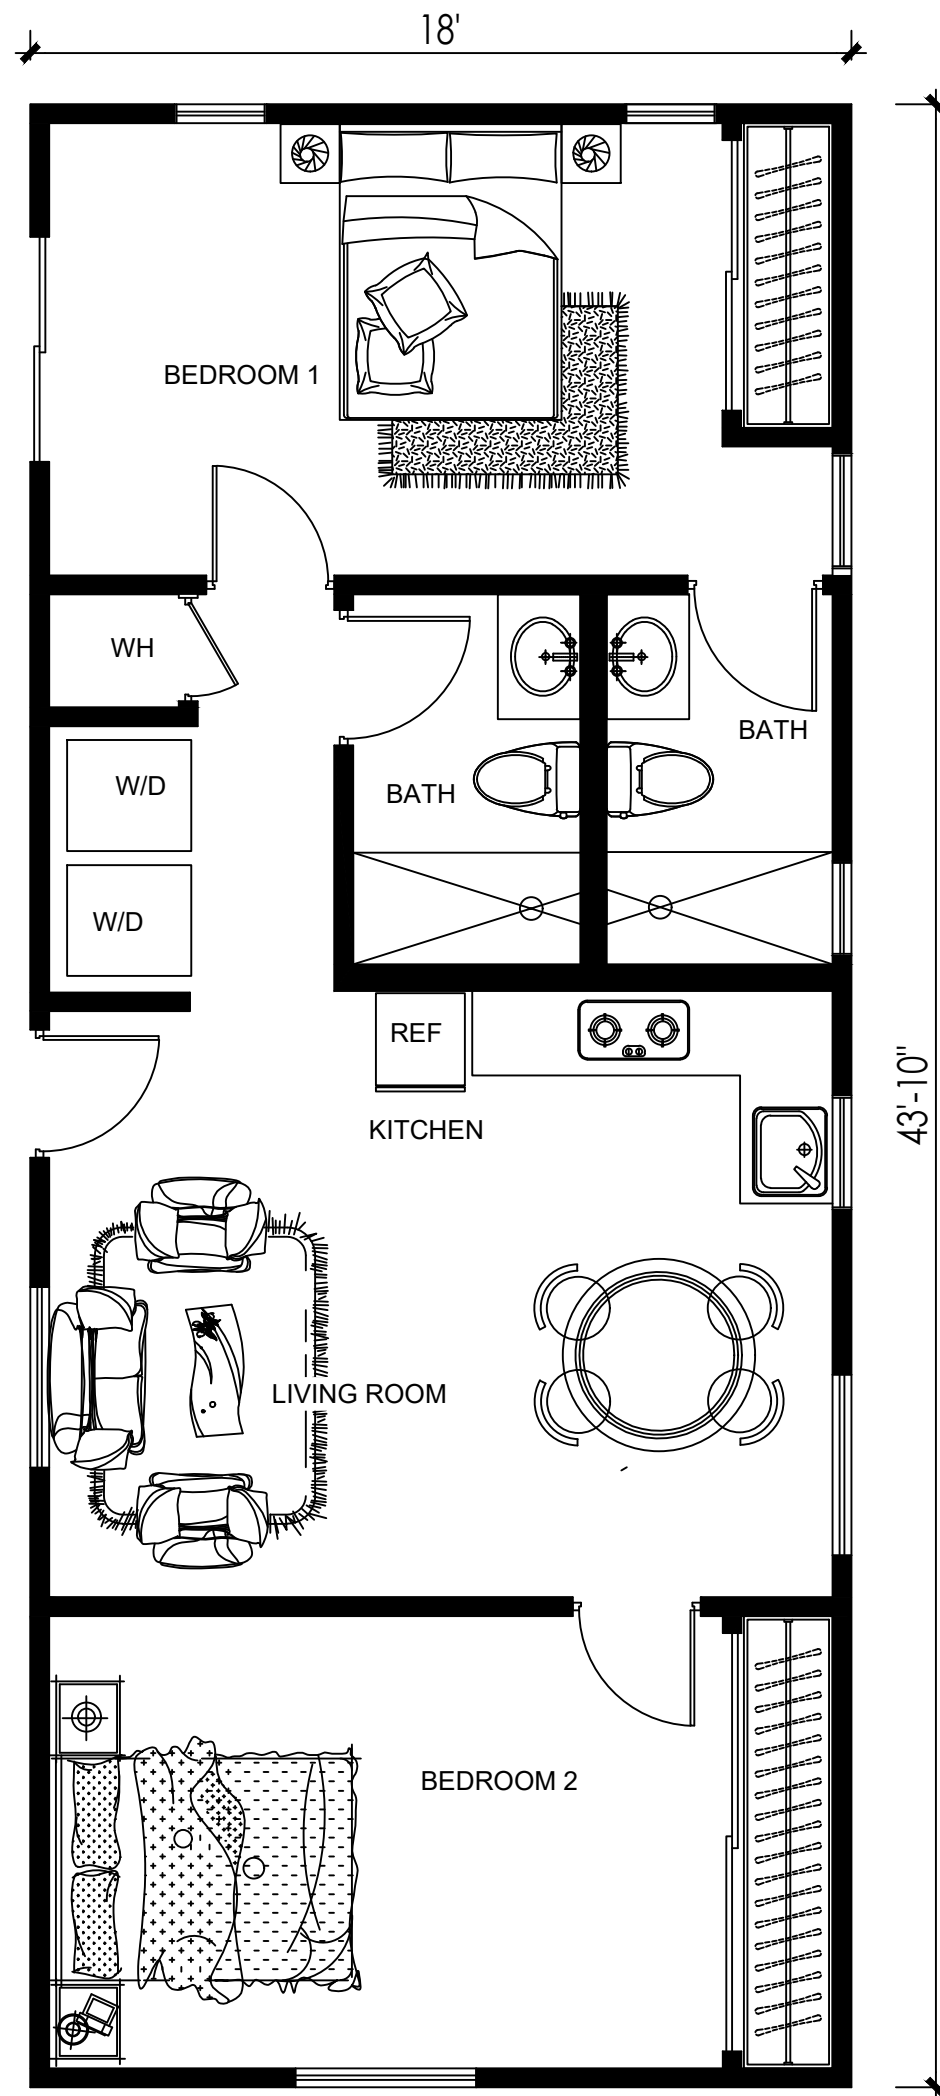 18'
BEDROOM 1
WH
BATH
W/D
BATH
W/D
REF
43'-10"
KITCHEN
LIVING ROOM
BEDROOM 2